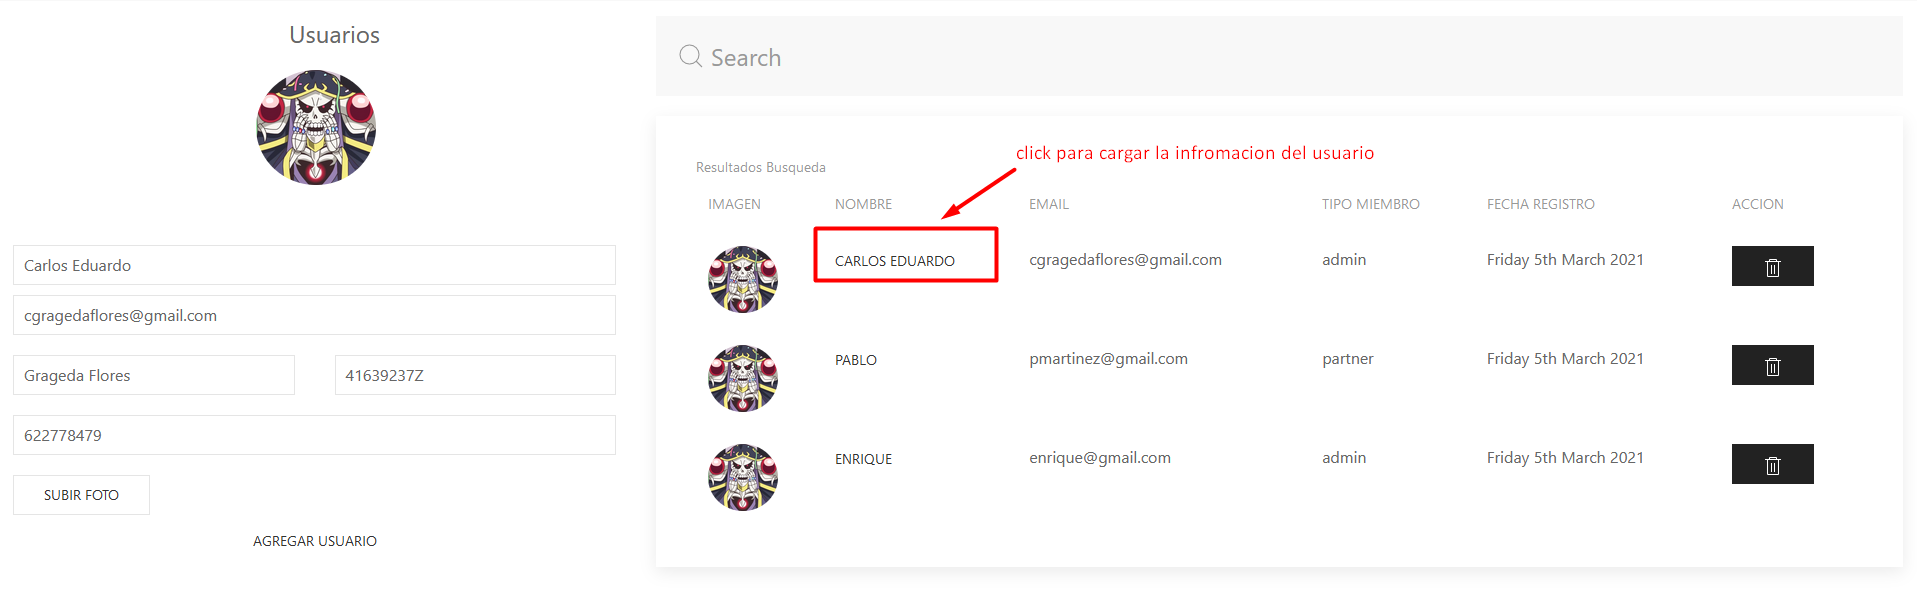 Usuarios
Carlos Eduardo
cgragedaflores@gmail.com
Grageda Flores
41639237Z
622778479
SUBIR FOTO
AGREGAR USUARIO
Search
click para cargar la infromacion del usuario
Resultados Busqueda
IMAGEN NOMBRE EMAIL TIPO MIEMBRO FECHA REGISTRO ACCION
CARLOS EDUARDO cgragedaflores@gmail.com admin Friday 5th March 2021
PABLO pmartinez@gmail.com partner Friday 5th March 2021
ENRIQUE enrique@gmail.com admin Friday 5th March 2021